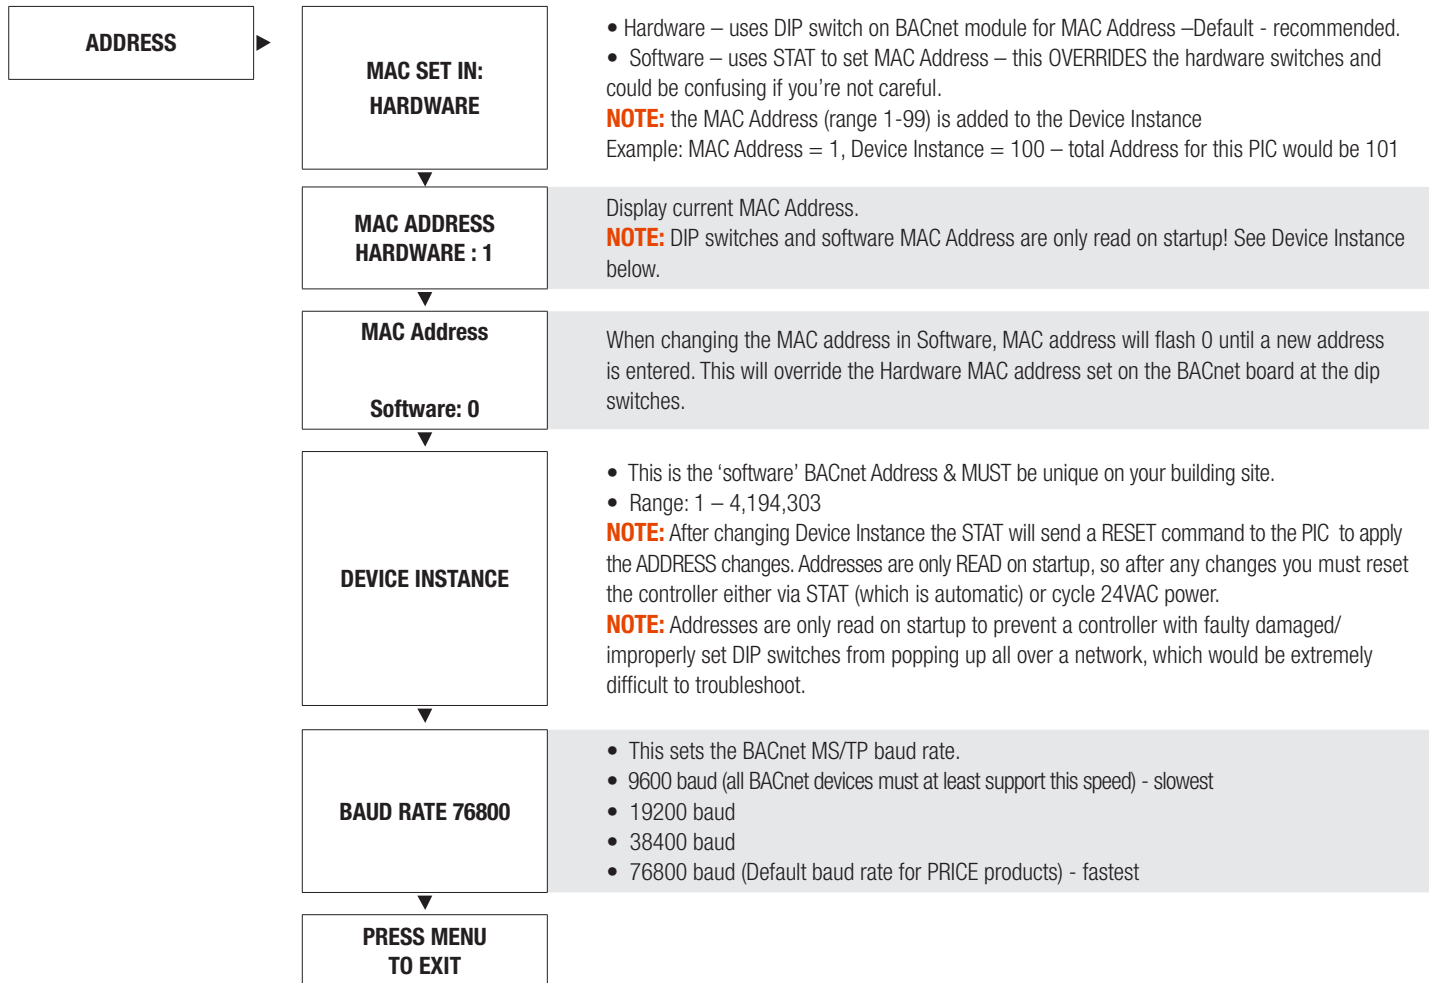 ADDRESS
MAC SET IN:
HARDWARE
• Hardware – uses DIP switch on BACnet module for MAC Address –Default - recommended.
• Software – uses STAT to set MAC Address – this OVERRIDES the hardware switches and
could be confusing if you're not careful.
NOTE: the MAC Address (range 1-99) is added to the Device Instance
Example: MAC Address = 1, Device Instance = 100 – total Address for this PIC would be 101
MAC ADDRESS
HARDWARE : 1
Display current MAC Address.
NOTE: DIP switches and software MAC Address are only read on startup! See Device Instance
below.
MAC Address
Software: 0
When changing the MAC address in Software, MAC address will flash 0 until a new address
is entered. This will override the Hardware MAC address set on the BACnet board at the dip
switches.
DEVICE INSTANCE
• This is the ‘software’ BACnet Address & MUST be unique on your building site.
• Range: 1 – 4,194,303
NOTE: After changing Device Instance the STAT will send a RESET command to the PIC to apply
the ADDRESS changes. Addresses are only READ on startup, so after any changes you must reset
the controller either via STAT (which is automatic) or cycle 24VAC power.
NOTE: Addresses are only read on startup to prevent a controller with faulty damaged/
improperly set DIP switches from popping up all over a network, which would be extremely
difficult to troubleshoot.
BAUD RATE 76800
• This sets the BACnet MS/TP baud rate.
• 9600 baud (all BACnet devices must at least support this speed) - slowest
• 19200 baud
• 38400 baud
• 76800 baud (Default baud rate for PRICE products) - fastest
PRESS MENU
TO EXIT